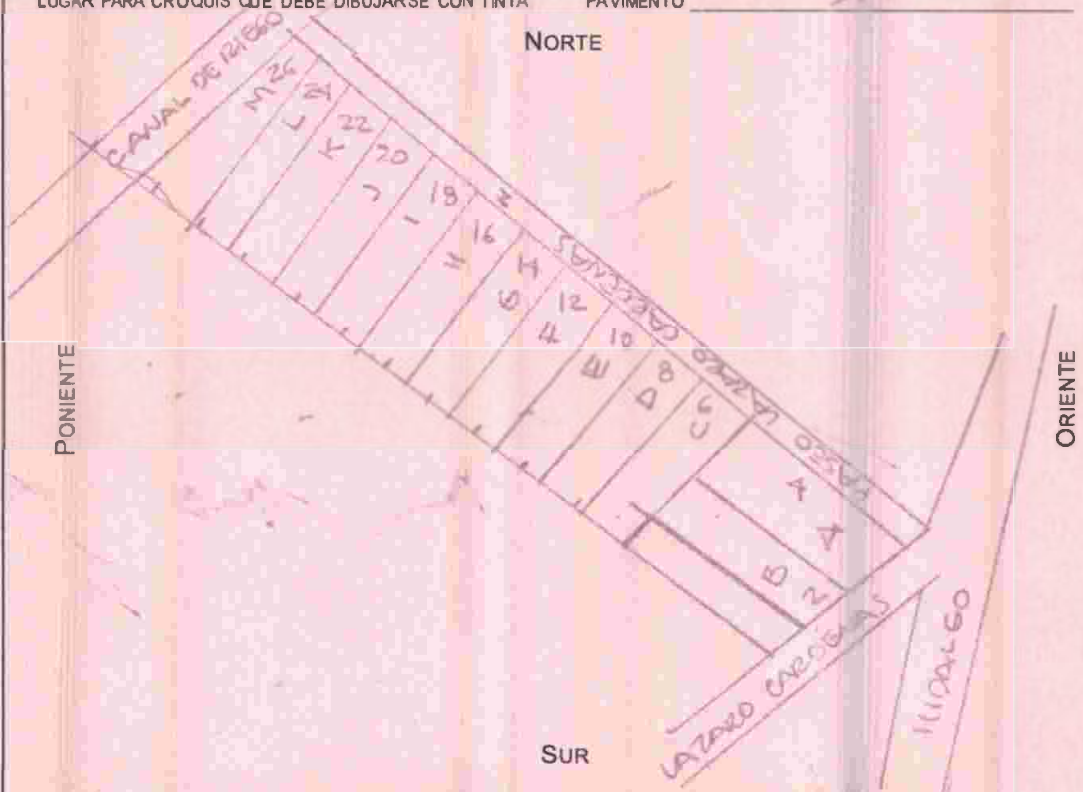 LUGAR PARA CROQUIS QUE DEBE DIBUJARSE CON TINTA PAVIMENTO
NORTE
CANAL DE RIEGO
26
M
24
L
22
K
20
J
18
I
16
H
14
G
12
F
10
E
8
D
6
C
4
A
B
2
PASEO LAZARO CARDENAS
PONIENTE
ORIENTE
LAZARO CARDENAS
HIDALGO
SUR